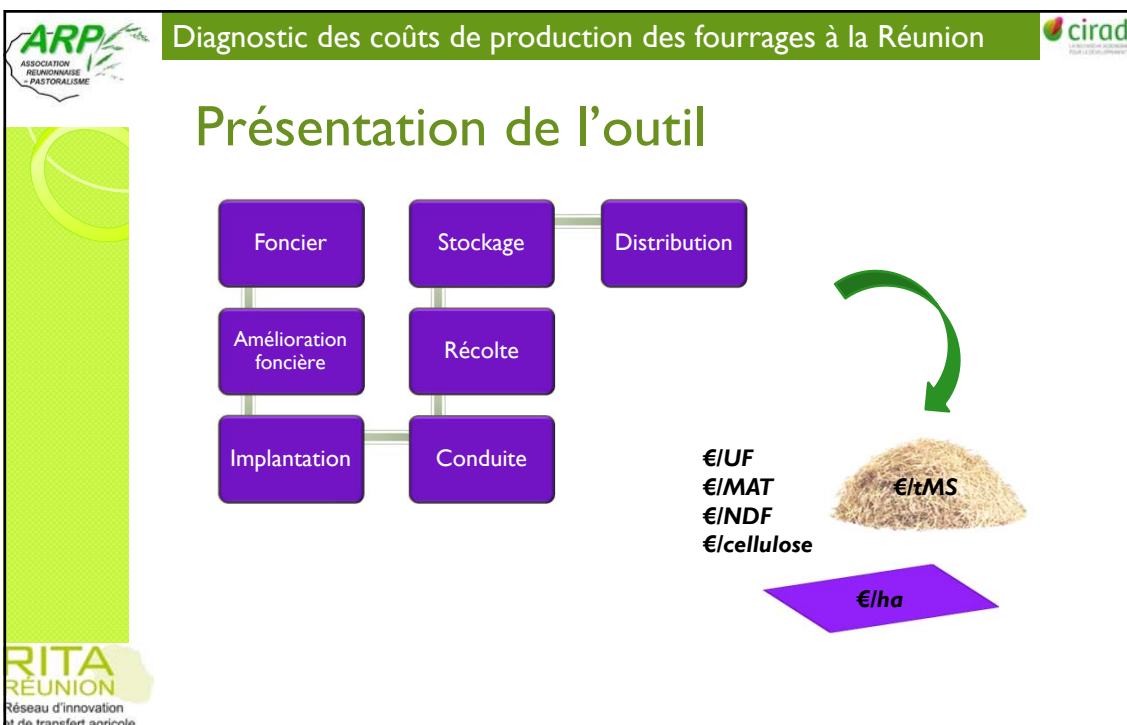 ARP
ASSOCIATION
REUNIONNAISE
- PASTORALISME
Diagnostic des coûts de production des fourrages à la Réunion
cirad
Présentation de l'outil
Foncier
Amélioration
foncière
Implantation
Conduite
Récolte
Stockage
Distribution
€/UF
€/MAT
€/NDF
€/cellulose
€/tMS
€/ha
RITA
RÉUNION
Réseau d'innovation
et de transfert agricole